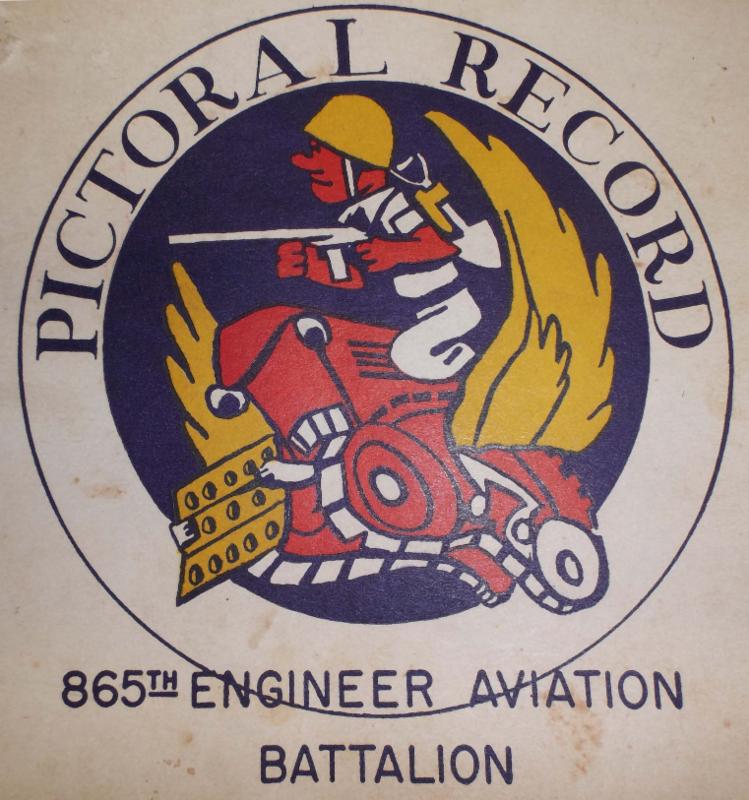 PICTORAL RECORD
865TH ENGINEER AVIATION
BATTALION